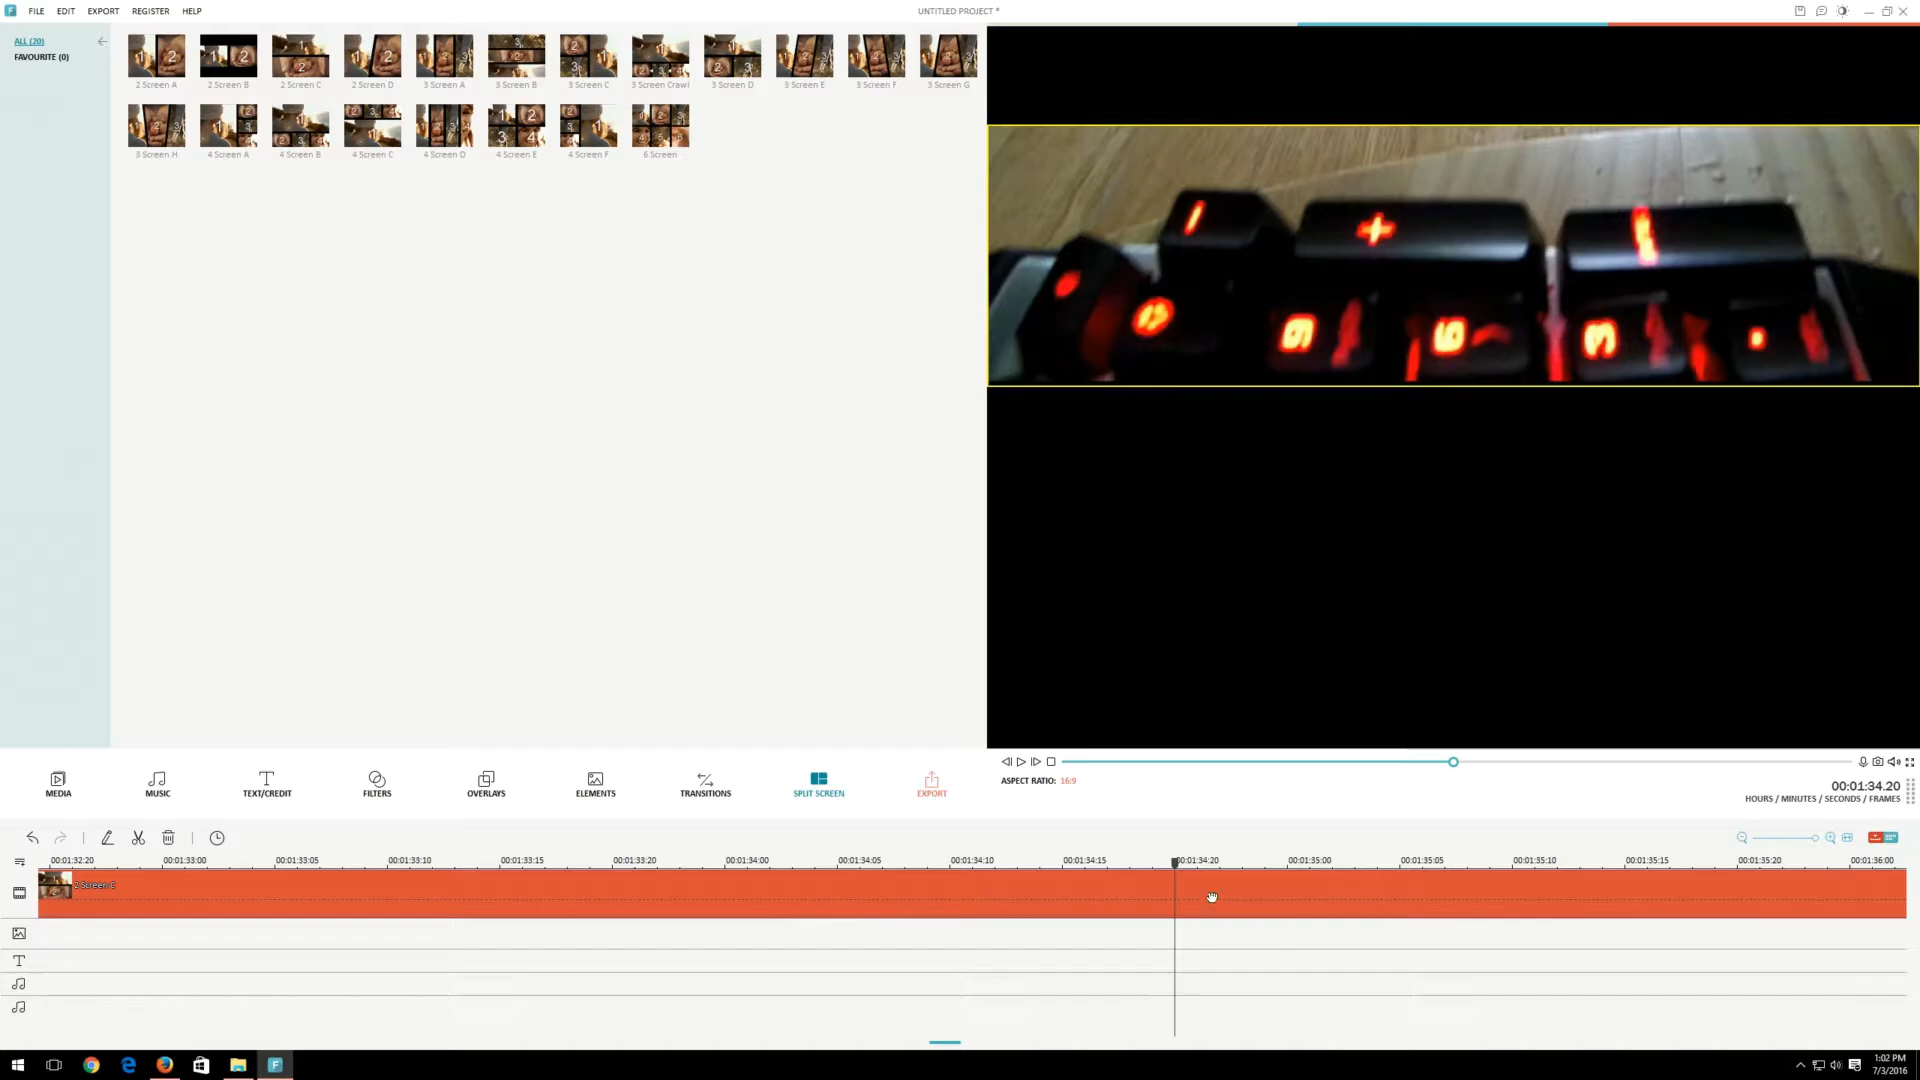 FILE EDIT EXPORT REGISTER HELP
UNTITLED PROJECT *
ALL (20)
FAVOURITE (0)
2 Screen A 2 Screen B 2 Screen C 2 Screen D 3 Screen A 3 Screen B 3 Screen C 3 Screen Crawl 3 Screen D 3 Screen E 3 Screen F 3 Screen G
3 Screen H 4 Screen A 4 Screen B 4 Screen C 4 Screen D 4 Screen E 4 Screen F 6 Screen
MEDIA MUSIC TEXT/CREDIT FILTERS OVERLAYS ELEMENTS TRANSITIONS SPLIT SCREEN EXPORT
ASPECT RATIO: 16:9
00:01:34.20
HOURS / MINUTES / SECONDS / FRAMES
00:01:32:20 00:01:33:00 00:01:33:05 00:01:33:10 00:01:33:15 00:01:33:20 00:01:34:00 00:01:34:05 00:01:34:10 00:01:34:15 00:01:34:20 00:01:35:00 00:01:35:05 00:01:35:10 00:01:35:15 00:01:35:20 00:01:36:00
2 Screen C
1:02 PM
7/3/2016